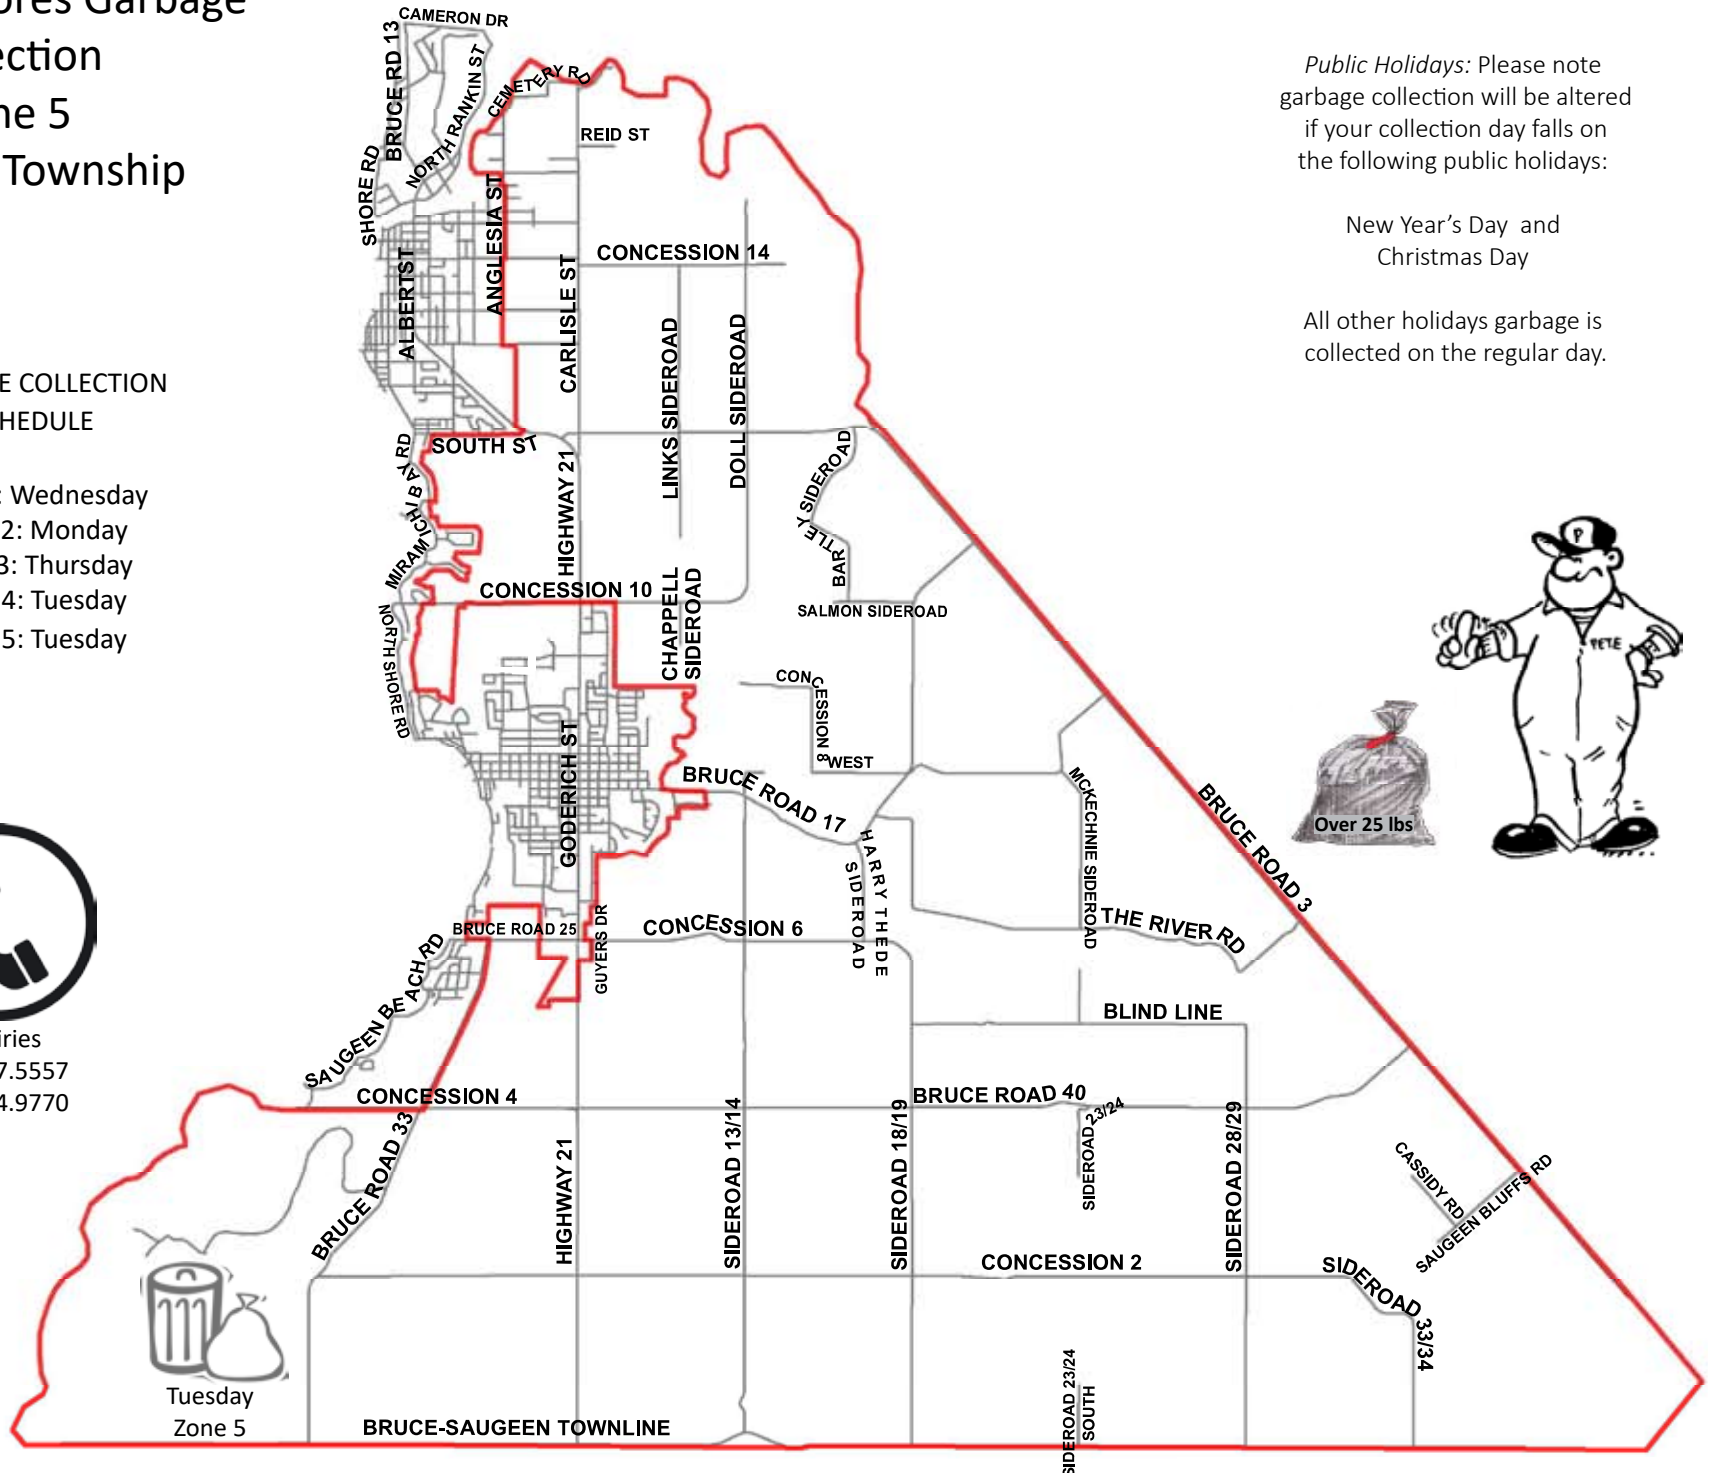 ores Garbage
ection
ne 5
Township
E COLLECTION
HEDULE
: Wednesday
2: Monday
3: Thursday
4: Tuesday
5: Tuesday
iries
7.5557
4.9770
Public Holidays: Please note
garbage collection will be altered
if your collection day falls on
the following public holidays:
New Year's Day and
Christmas Day
All other holidays garbage is
collected on the regular day.
P
PETE
Over 25 lbs
CAMERON DR
BRUCE RD 13
NORTH RANKIN ST
CEMETERY RD
REID ST
SHORE RD
ANGLESIA ST
ALBERTST
CARLISLE ST
CONCESSION 14
LINKS SIDEROAD
DOLL SIDEROAD
SOUTH ST
MIRAMICHI BAY RD
HIGHWAY 21
BARTLEY SIDEROAD
CONCESSION 10
CHAPPELL
SIDEROAD
SALMON SIDEROAD
NORTH SHORE RD
CONCESSION 8
WEST
GODERICH ST
BRUCE ROAD 17
HARRY THEDE
SIDEROAD
MCKECHNIE SIDEROAD
BRUCE ROAD 3
THE RIVER RD
BRUCE ROAD 25
GUYERS DR
CONCESSION 6
SAUGEEN BEACH RD
BLIND LINE
CONCESSION 4
BRUCE ROAD 40
BRUCE ROAD 33
HIGHWAY 21
SIDEROAD 13/14
SIDEROAD 18/19
SIDEROAD 23/24
SIDEROAD 28/29
CASSIDY RD
SAUGEEN BLUFFS RD
CONCESSION 2
SIDEROAD 33/34
Tuesday
Zone 5
BRUCE-SAUGEEN TOWNLINE
SIDEROAD 23/24
SOUTH